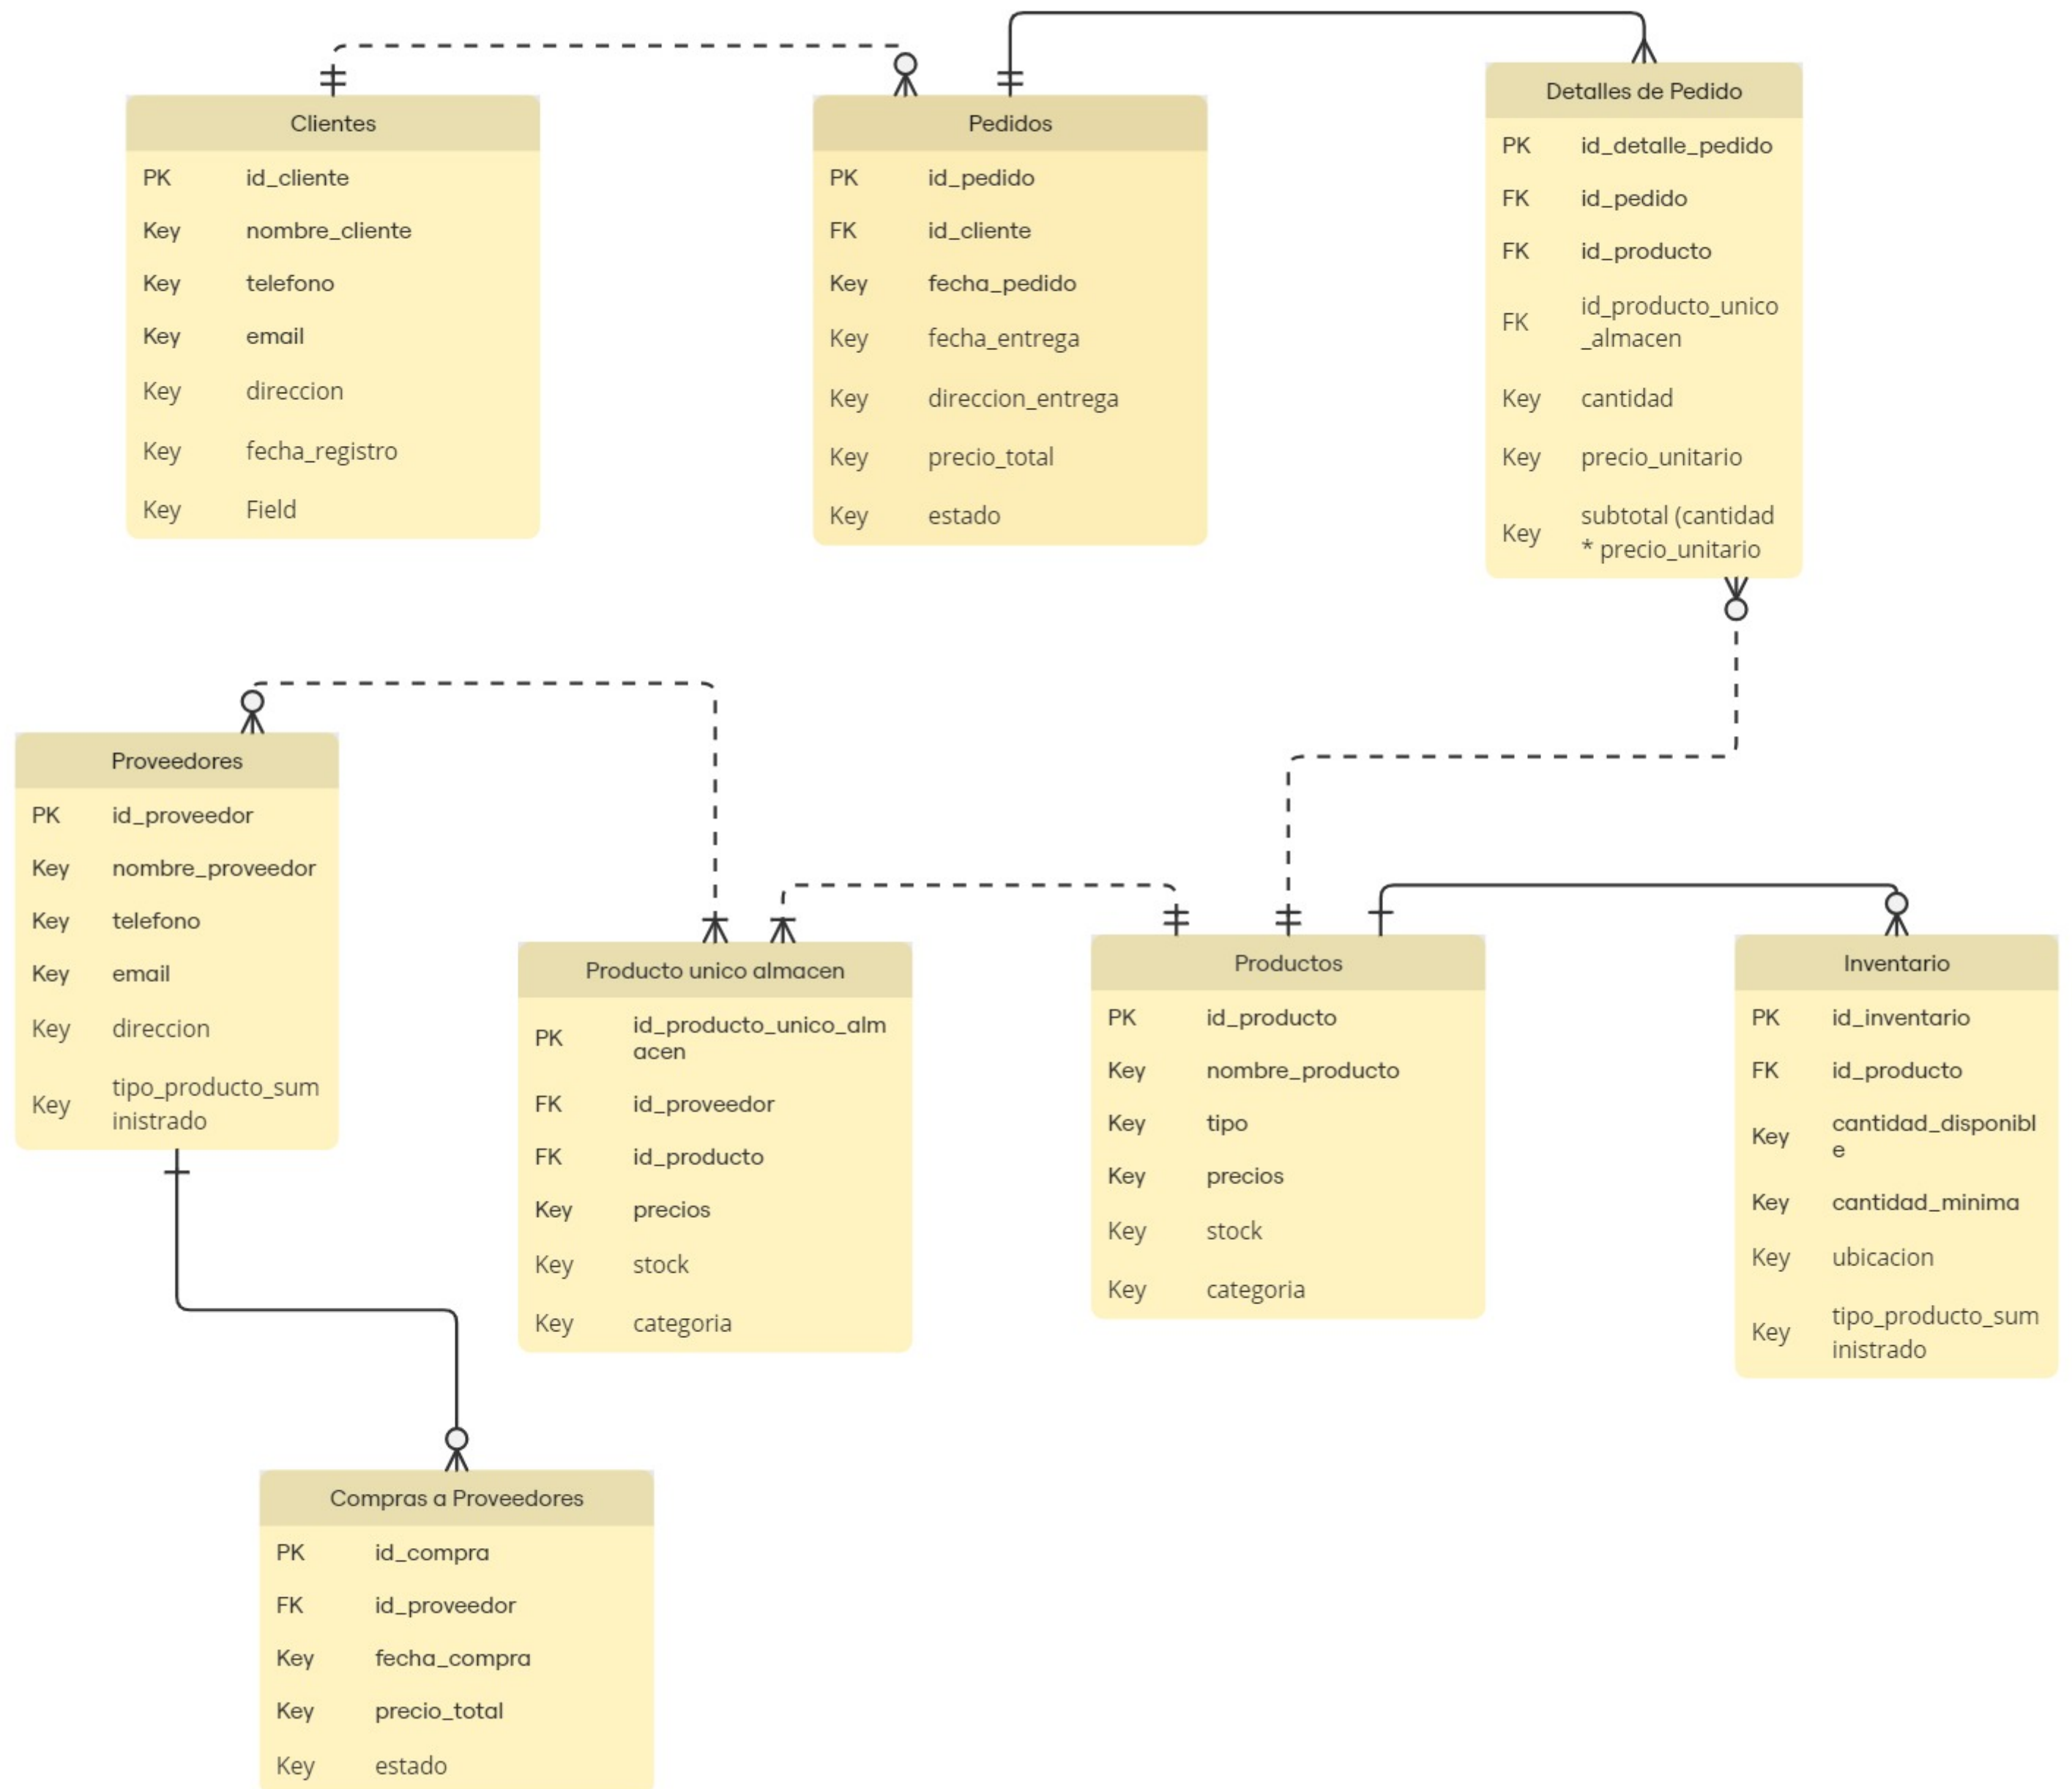 Clientes
PK id_cliente
Key nombre_cliente
Key telefono
Key email
Key direccion
Key fecha_registro
Key Field
Pedidos
PK id_pedido
FK id_cliente
Key fecha_pedido
Key fecha_entrega
Key direccion_entrega
Key precio_total
Key estado
Detalles de Pedido
PK id_detalle_pedido
FK id_pedido
FK id_producto
FK id_producto_unico
_almacen
Key cantidad
Key precio_unitario
Key subtotal (cantidad
* precio_unitario
Proveedores
PK id_proveedor
Key nombre_proveedor
Key telefono
Key email
Key direccion
Key tipo_producto_sum
inistrado
Producto unico almacen
PK id_producto_unico_alm
acen
FK id_proveedor
FK id_producto
Key precios
Key stock
Key categoria
Productos
PK id_producto
Key nombre_producto
Key tipo
Key precios
Key stock
Key categoria
Inventario
PK id_inventario
FK id_producto
Key cantidad_disponibl
e
Key cantidad_minima
Key ubicacion
Key tipo_producto_sum
inistrado
Compras a Proveedores
PK id_compra
FK id_proveedor
Key fecha_compra
Key precio_total
Key estado